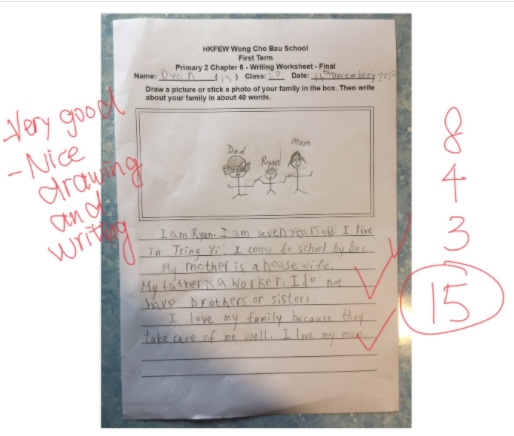 HKFEW Wong Cho Bau School
First Term
Primary 2 Chapter 6 - Writing Worksheet - Final
Name: Ryan (13) Class: Date: December
Draw a picture or stick a photo of your family in the box. Then write
about your family in about 40 words.
Dad Ryan Mum
I am Ryan. I am seven years old. I live
in Tsing Yi. I come to school by bus.
My mother is a house wife.
My father is a worker. I do not
have brothers or sisters.
I love my family because they
take care of me well. I love my mum.
Very good
- Nice
drawing
and
writing
8
4
3
15